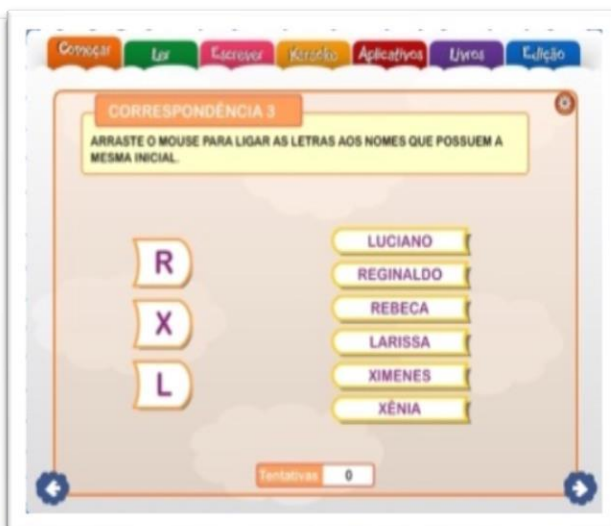 Começar Ler Escrever Karaokê Aplicativos Livros Edição
CORRESPONDÊNCIA 3
ARRASTE O MOUSE PARA LIGAR AS LETRAS AOS NOMES QUE POSSUEM A
MESMA INICIAL.
R
X
L
LUCIANO
REGINALDO
REBECA
LARISSA
XIMENES
XÊNIA
Tentativas 0